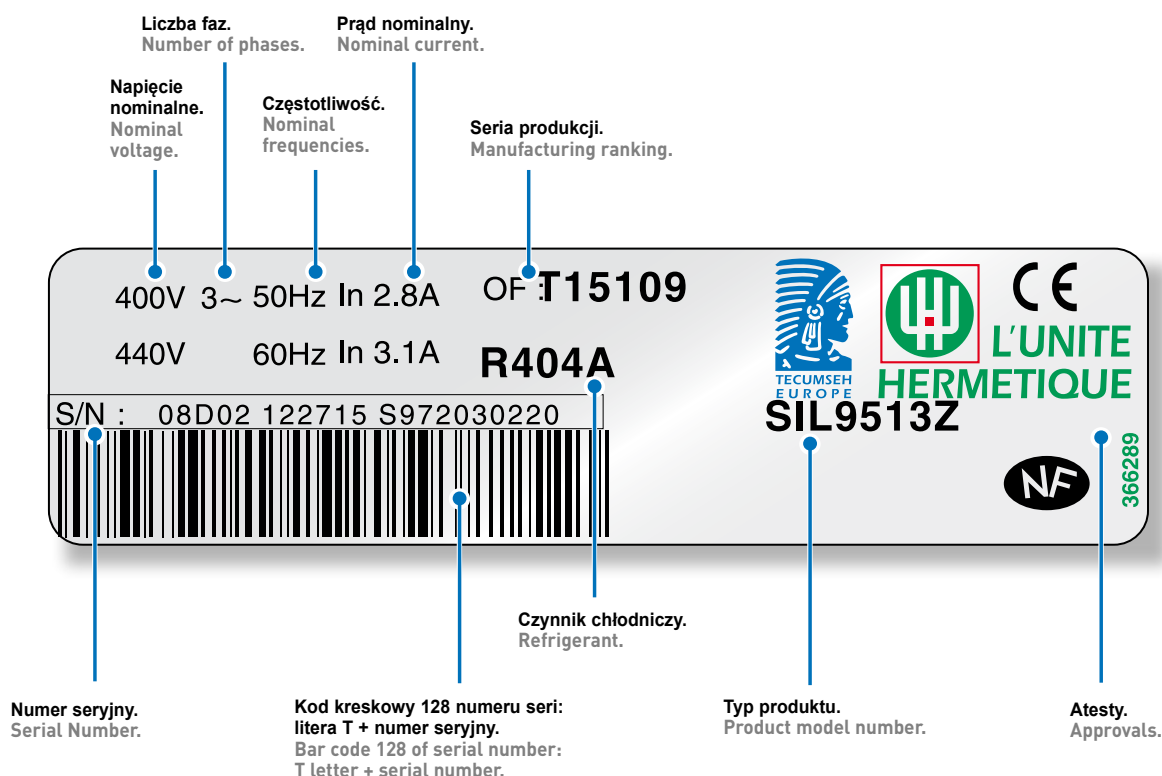 Liczba faz.
Number of phases.
Prąd nominalny.
Nominal current.
Napięcie
nominalne.
Nominal
voltage.
Częstotliwość.
Nominal
frequencies.
Seria produkcji.
Manufacturing ranking.
400V 3~ 50Hz In 2.8A
OF : T15109
440V 60Hz In 3.1A
R404A
TECUMSEH
EUROPE
CE
L'UNITE
HERMETIQUE
S/N : 08D02 122715 S972030220
SIL9513Z
NF
366289
Czynnik chłodniczy.
Refrigerant.
Numer seryjny.
Serial Number.
Kod kreskowy 128 numeru seri:
litera T + numer seryjny.
Bar code 128 of serial number:
T letter + serial number.
Typ produktu.
Product model number.
Atesty.
Approvals.